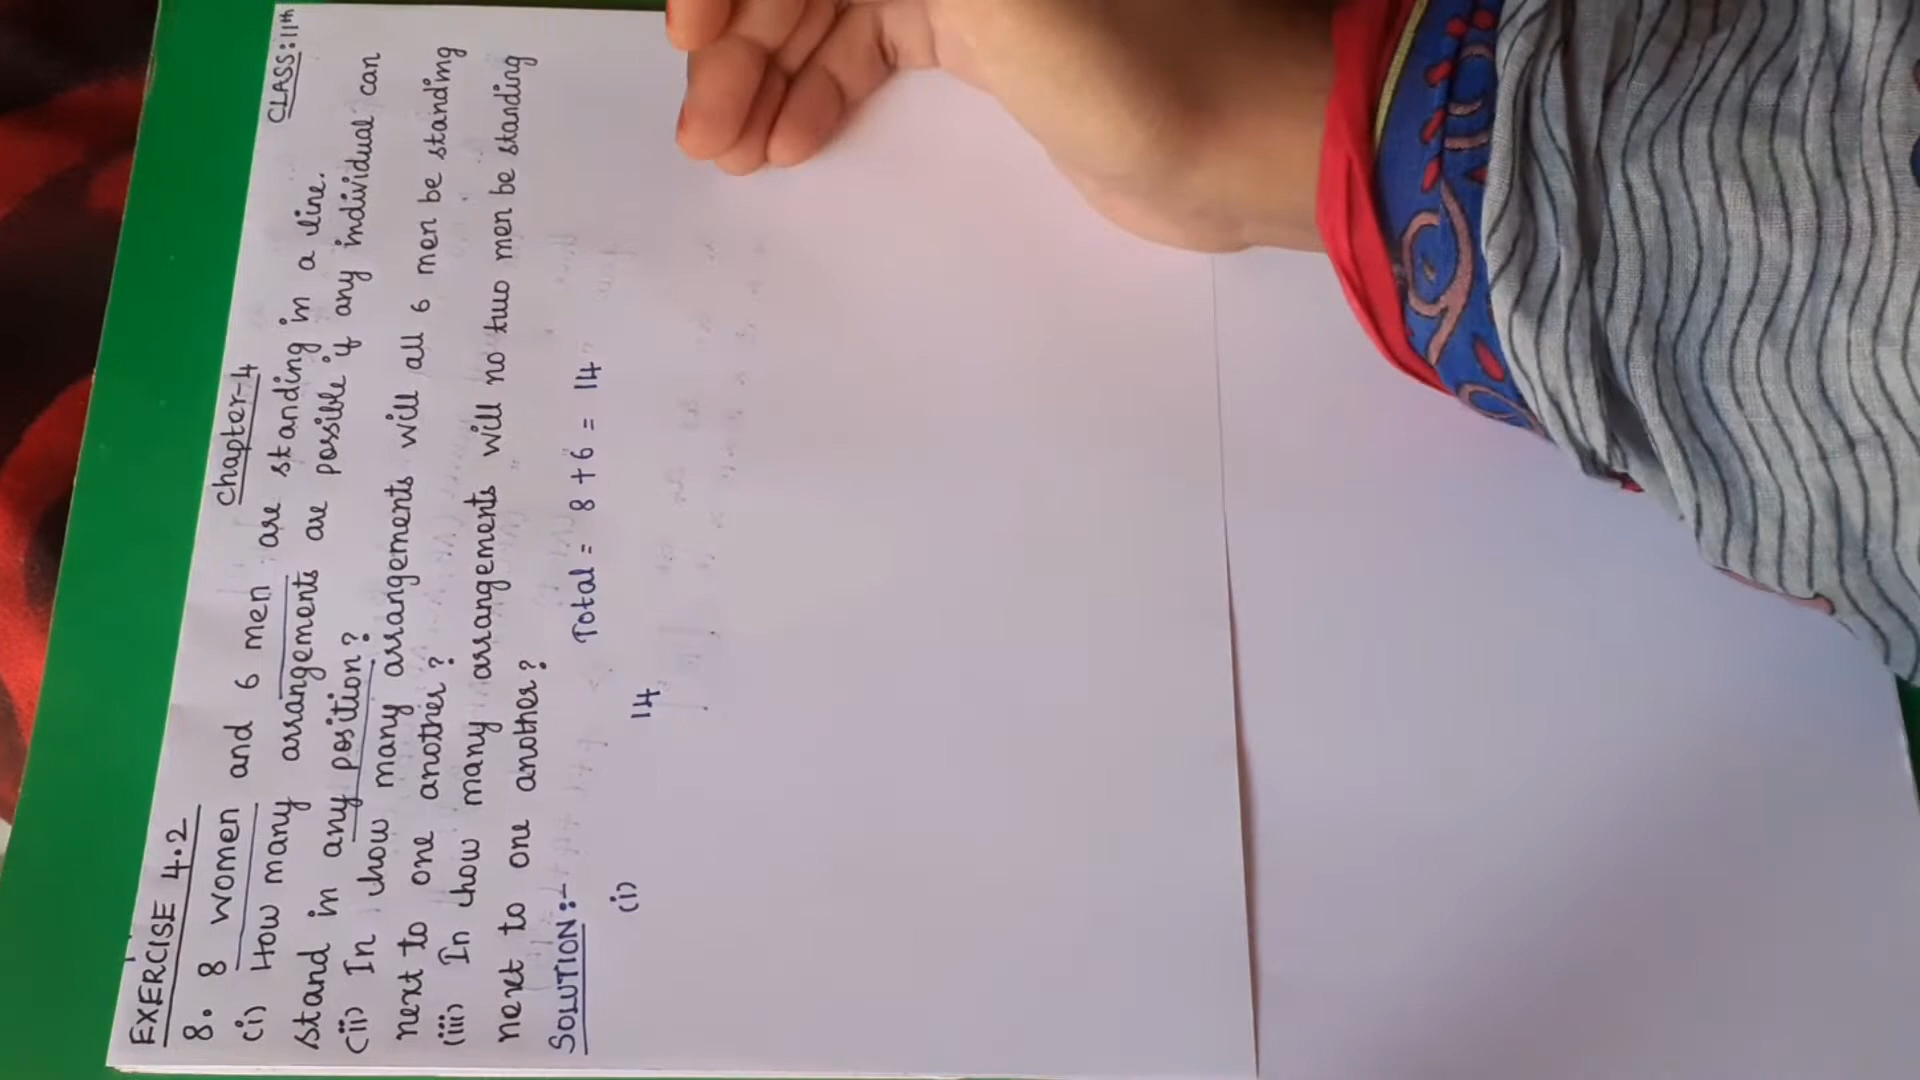 EXERCISE 4.2 chapter-4 CLASS:11th
8. 8 women and 6 men are standing in a line.
(i) How many arrangements are possible if any individual can
stand in any position?
(ii) In how many arrangements will all 6 men be standing
next to one another?
(iii) In how many arrangements will no two men be standing
next to one another?
SOLUTION:- Total = 8 + 6 = 14
(i) 14